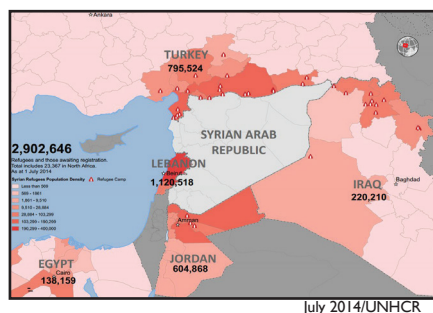 Ankara
TURKEY
795,524
2,902,646
Refugees and those awaiting registration.
Total includes 23,367 in North Africa.
As at 1 July 2014
Syrian Refugees Population Density
Refugee Camp
Less than 500
SYRIAN ARAB
REPUBLIC
LEBANON
Beirut
1,120,518
Baghdad
IRAQ
220,210
Amman
JORDAN
604,868
EGYPT
Cairo
138,159
July 2014/UNHCR